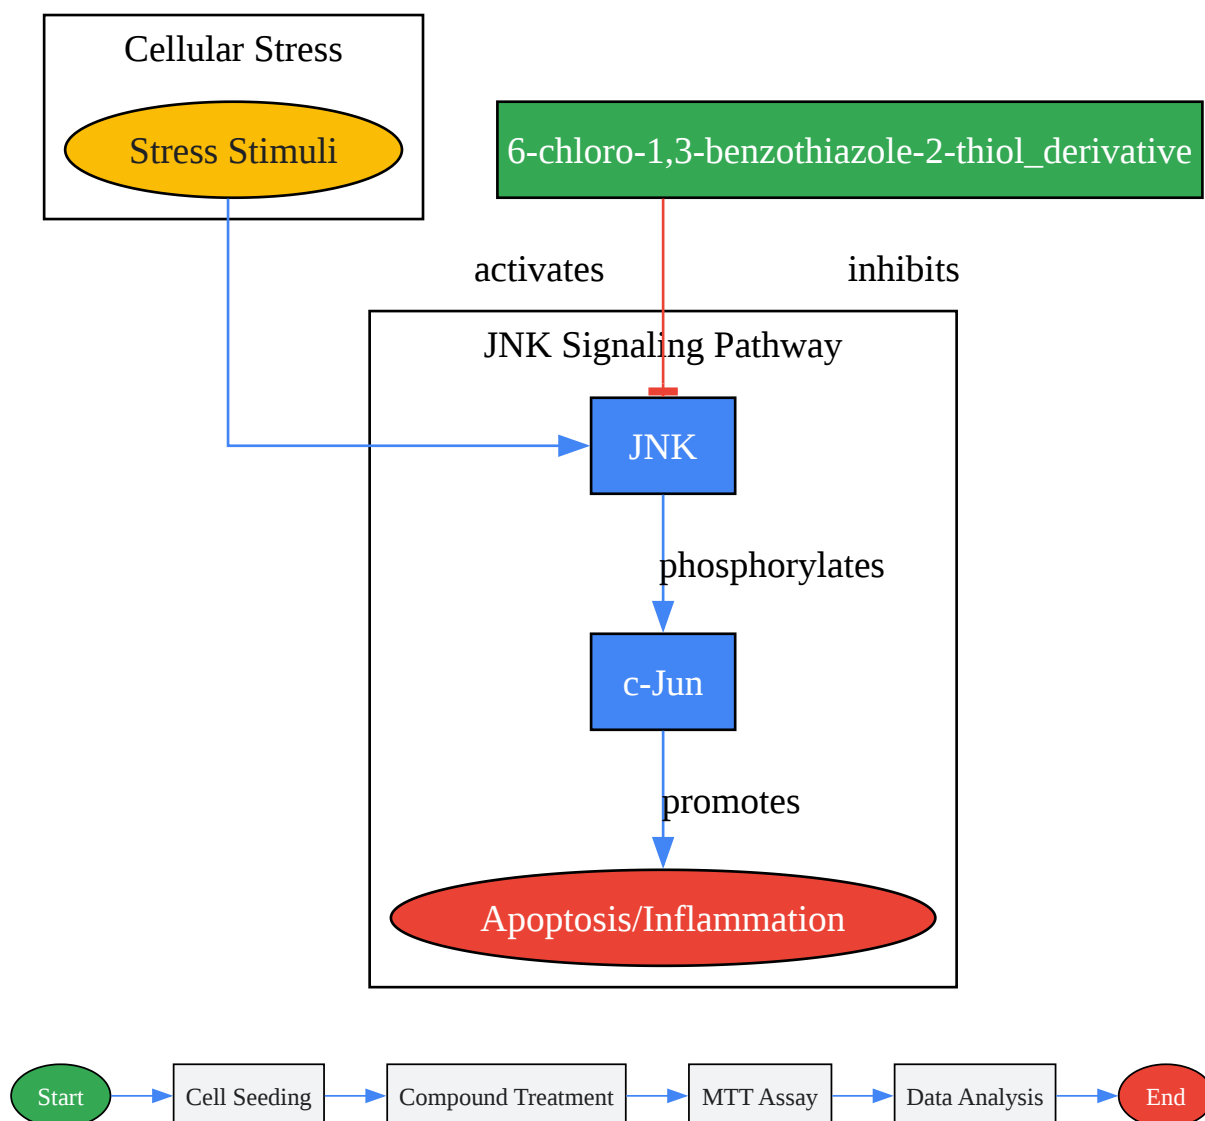 Cellular Stress
Stress Stimuli
6-chloro-1,3-benzothiazole-2-thiol_derivative
activates
inhibits
JNK Signaling Pathway
JNK
phosphorylates
c-Jun
promotes
Apoptosis/Inflammation
Start
Cell Seeding
Compound Treatment
MTT Assay
Data Analysis
End